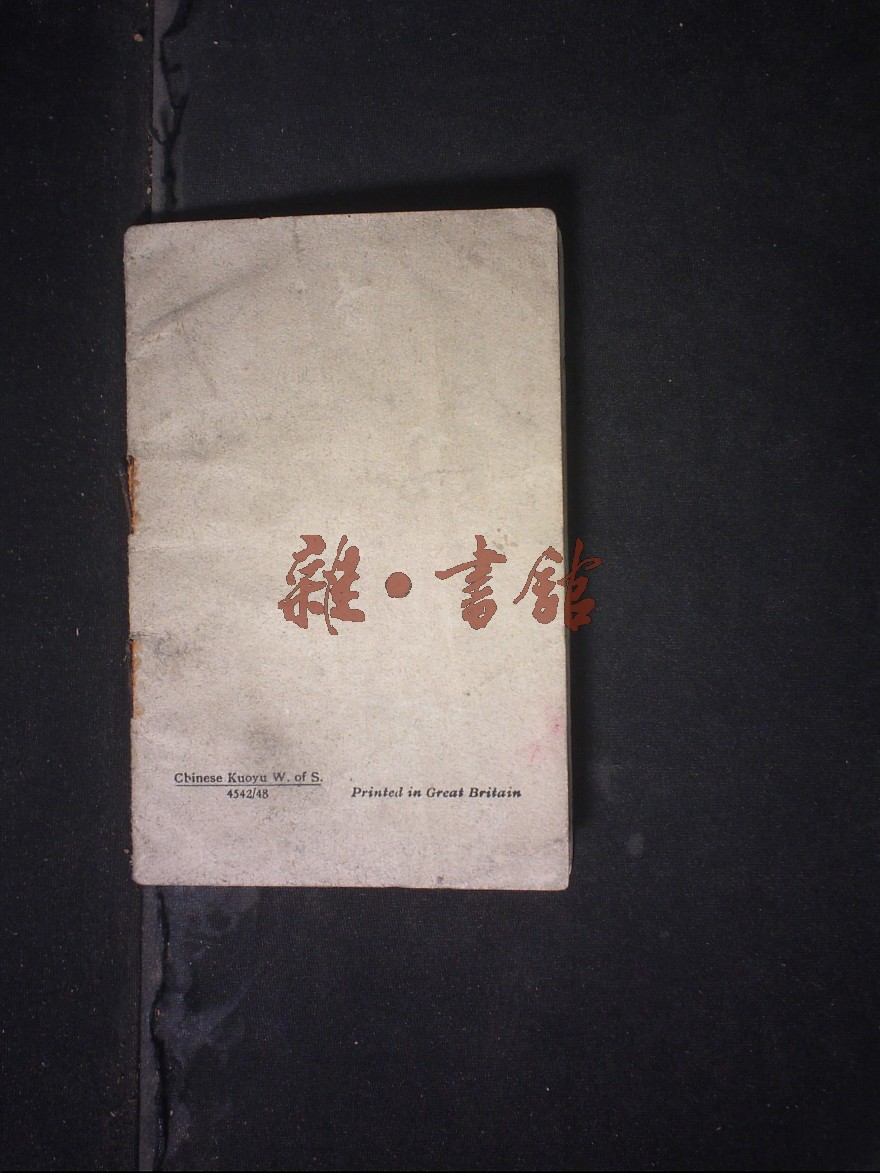 雜•書館
Chinese Kuoyu W. of S.
4542/48
Printed in Great Britain